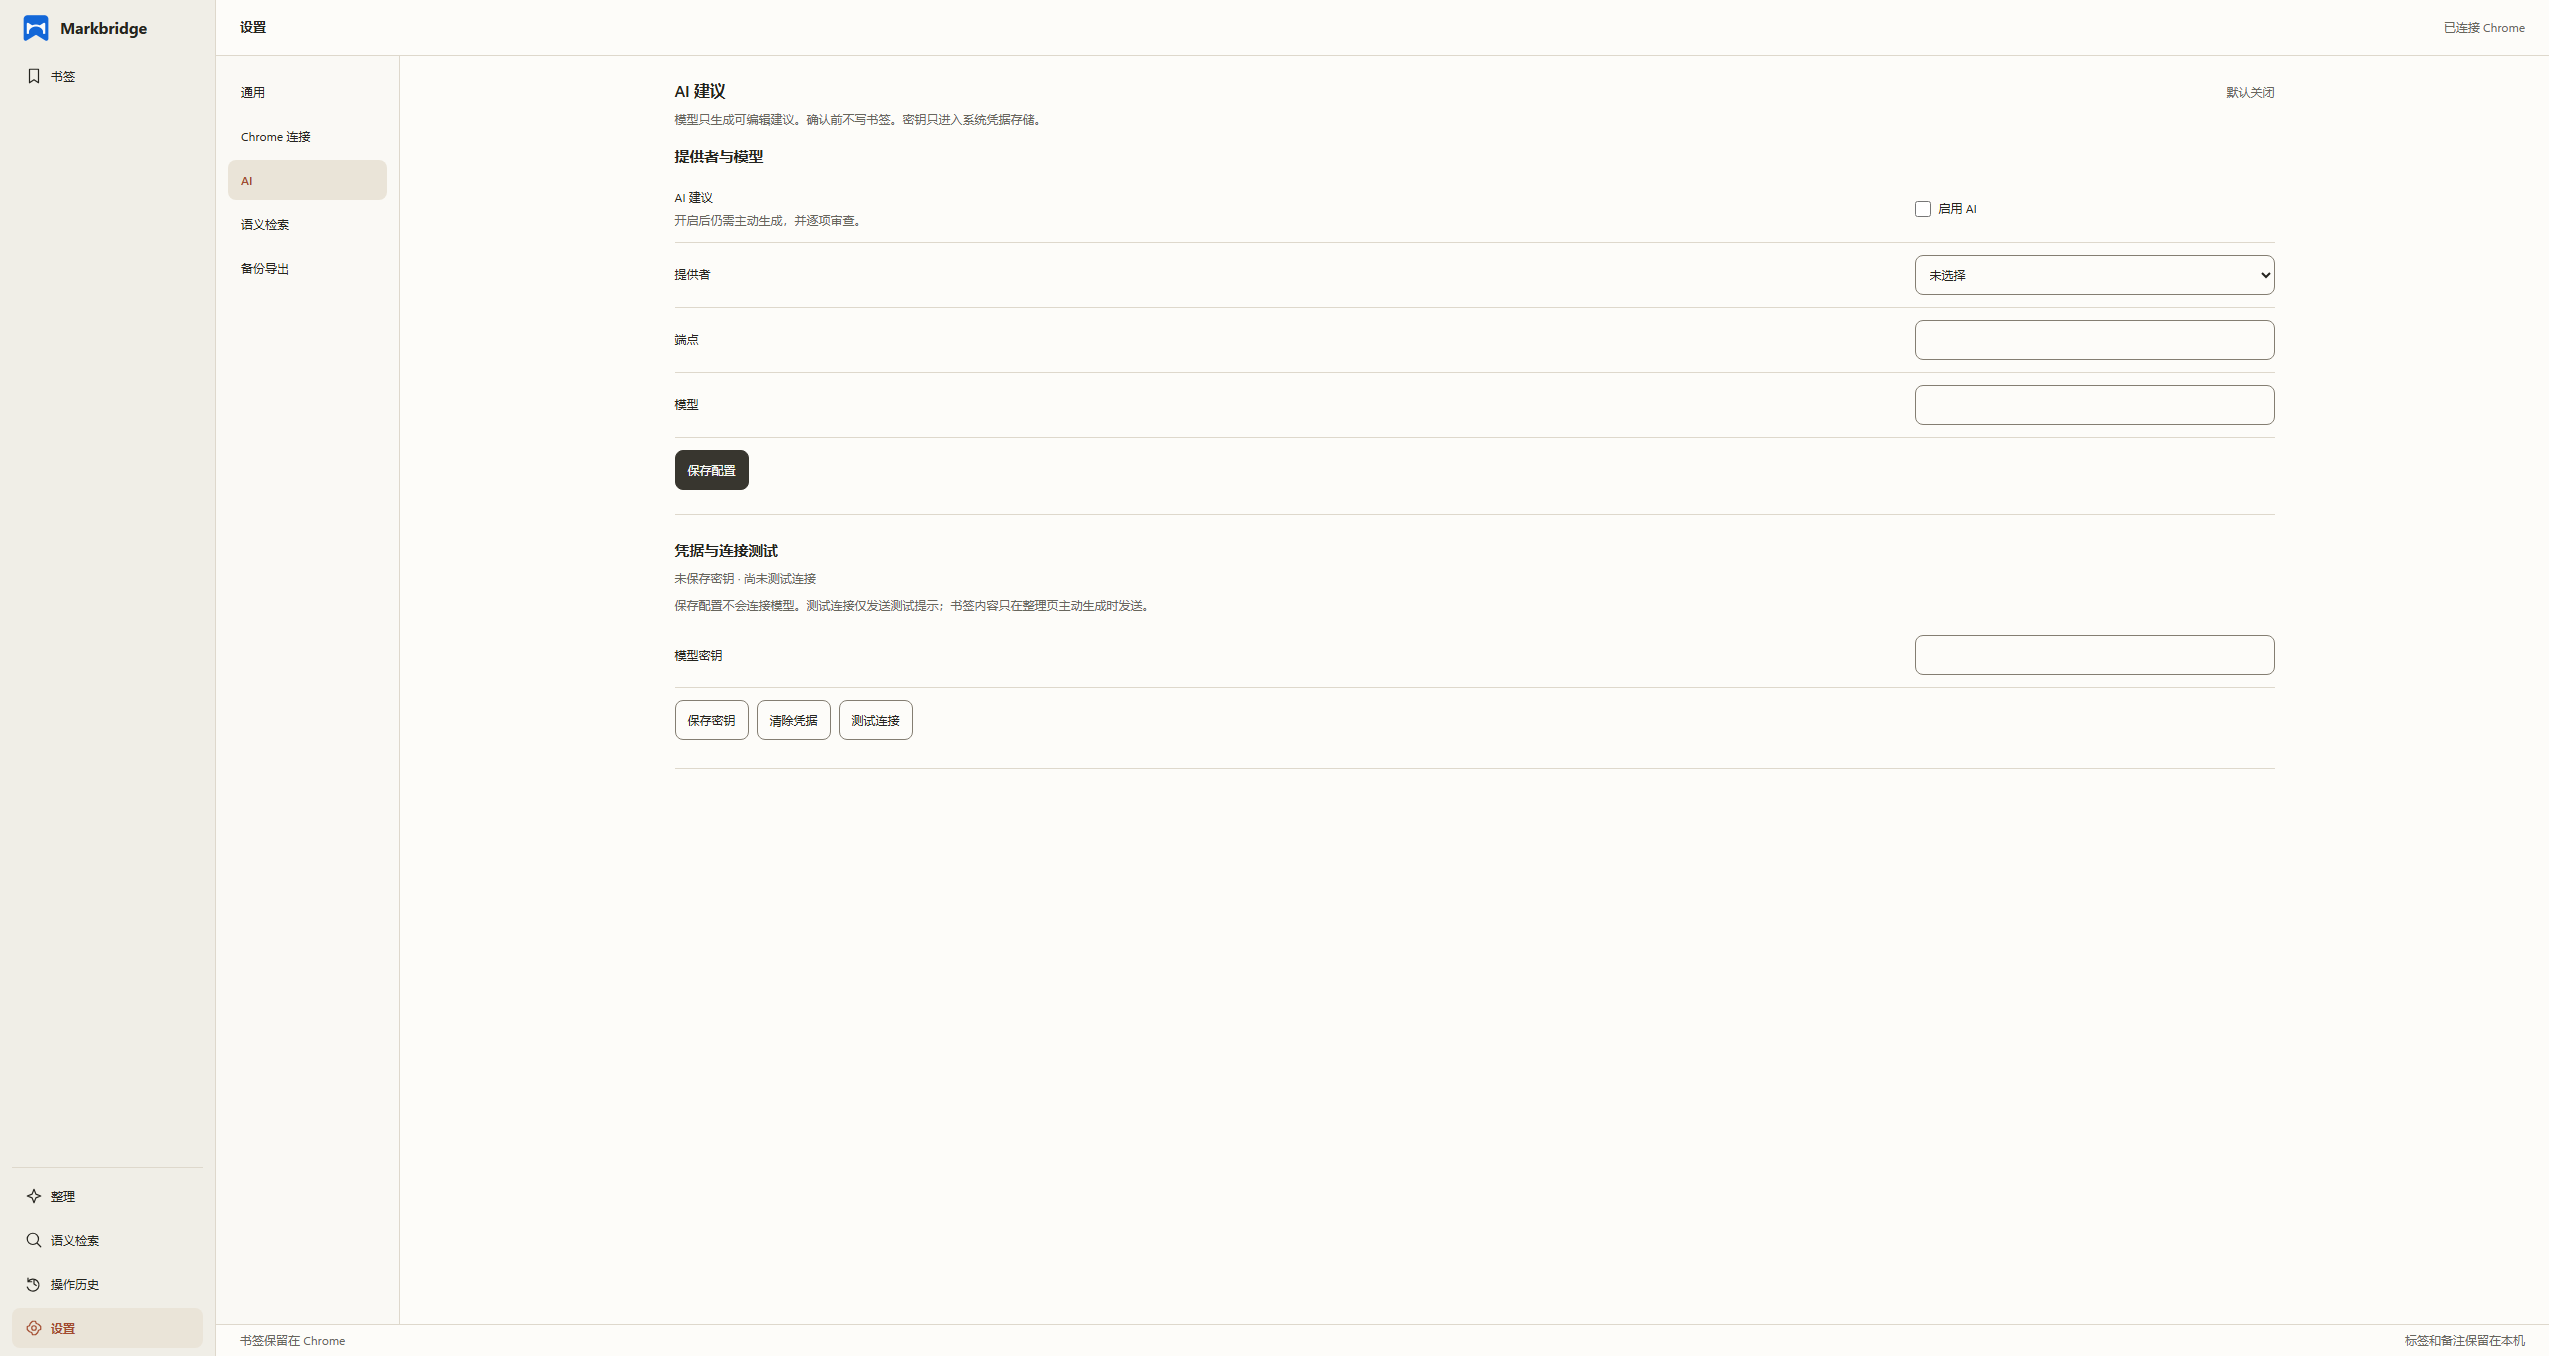 Markbridge
书签
整理
语义检索
操作历史
设置
设置
已连接 Chrome
通用
Chrome 连接
AI
语义检索
备份导出
AI 建议
默认关闭
模型只生成可编辑建议。确认前不写书签。密钥只进入系统凭据存储。
提供者与模型
AI 建议
开启后仍需主动生成，并逐项审查。
启用 AI
提供者
未选择
端点
模型
保存配置
凭据与连接测试
未保存密钥 · 尚未测试连接
保存配置不会连接模型。测试连接仅发送测试提示；书签内容只在整理页主动生成时发送。
模型密钥
保存密钥
清除凭据
测试连接
书签保留在 Chrome
标签和备注保留在本机